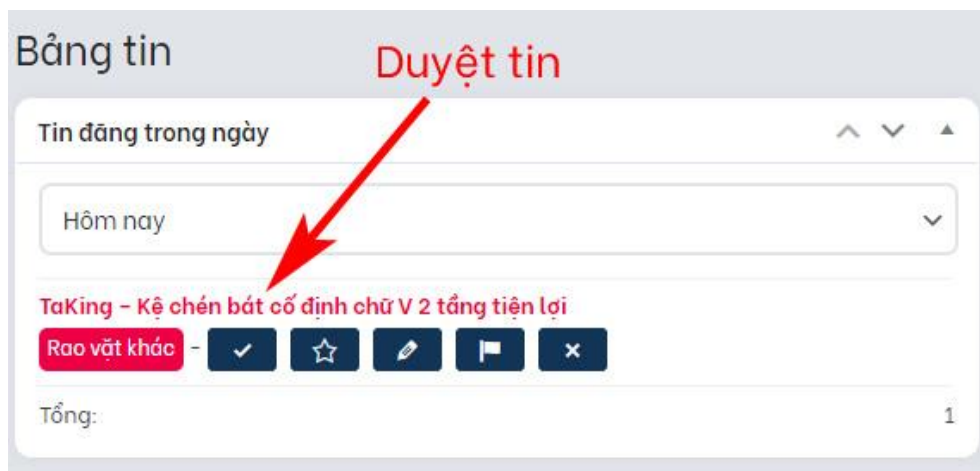 Bảng tin
Duyệt tin
Tin đăng trong ngày
Hôm nay
TaKing – Kệ chén bát cố định chữ V 2 tầng tiện lợi
Rao vặt khác -
Tổng: 1